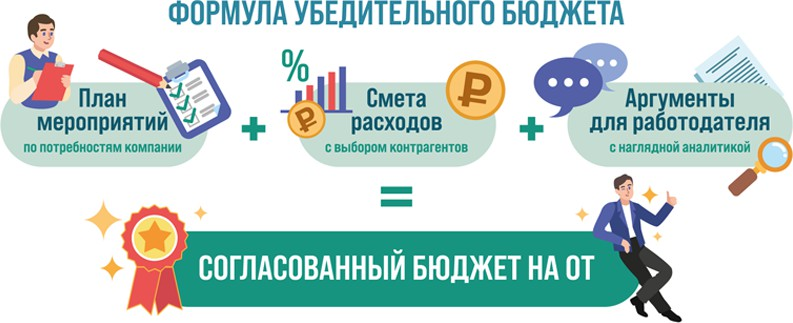 ФОРМУЛА УБЕДИТЕЛЬНОГО БЮДЖЕТА
План
мероприятий
по потребностям компании
+
%
Смета
расходов
с выбором контрагентов
+
Аргументы
для работодателя
с наглядной аналитикой
=
СОГЛАСОВАННЫЙ БЮДЖЕТ НА ОТ